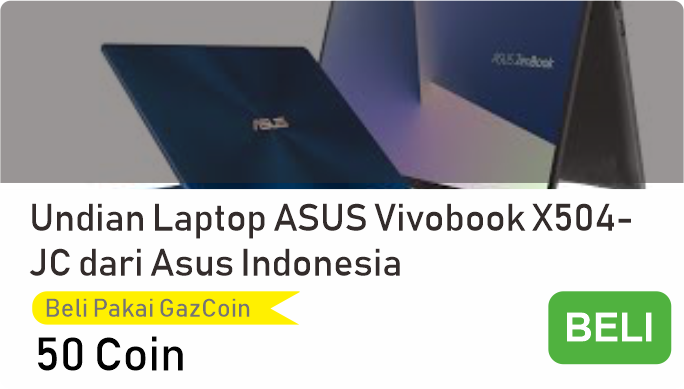 ASUS ZenBook
ASUS
Undian Laptop ASUS Vivobook X504-
JC dari Asus Indonesia
Beli Pakai GazCoin
50 Coin
BELI